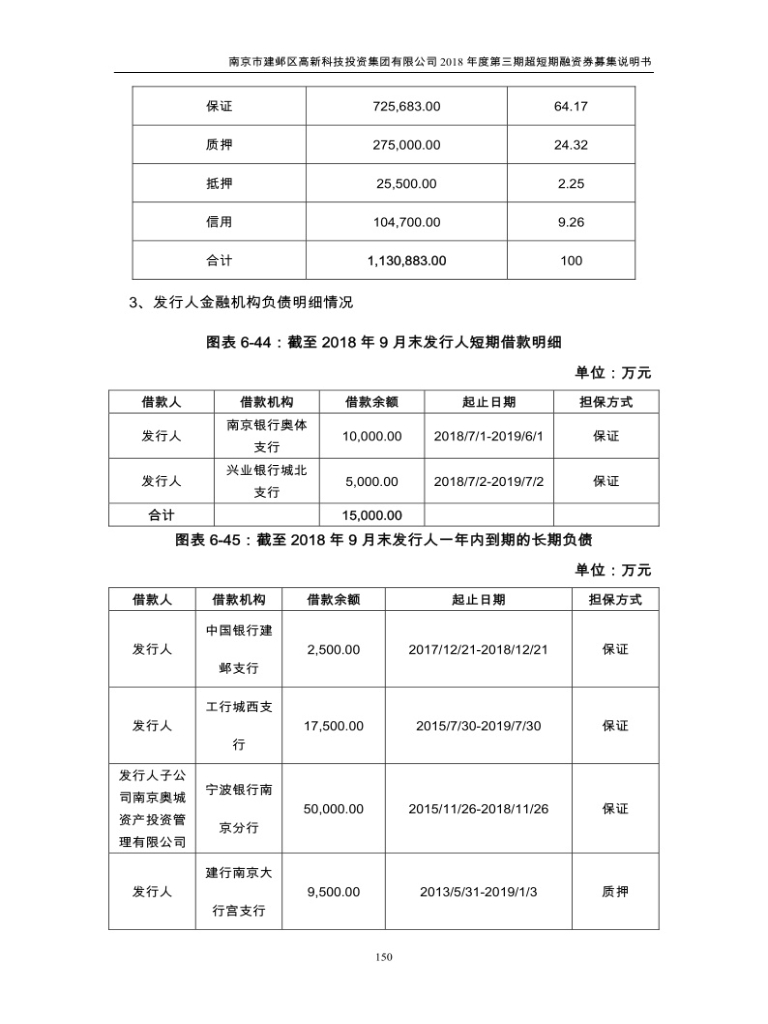 南京市建邺区高新科技投资集团有限公司 2018 年度第三期超短期融资券募集说明书
保证 725,683.00 64.17
质押 275,000.00 24.32
抵押 25,500.00 2.25
信用 104,700.00 9.26
合计 1,130,883.00 100
3、发行人金融机构负债明细情况
图表 6-44：截至 2018 年 9 月末发行人短期借款明细
单位：万元
借款人 借款机构 借款余额 起止日期 担保方式
发行人 南京银行奥体
支行 10,000.00 2018/7/1-2019/6/1 保证
发行人 兴业银行城北
支行 5,000.00 2018/7/2-2019/7/2 保证
合计 15,000.00
图表 6-45：截至 2018 年 9 月末发行人一年内到期的长期负债
单位：万元
借款人 借款机构 借款余额 起止日期 担保方式
发行人 中国银行建
邺支行 2,500.00 2017/12/21-2018/12/21 保证
发行人 工行城西支
行 17,500.00 2015/7/30-2019/7/30 保证
发行人子公
司南京奥城
资产投资管
理有限公司 宁波银行南
京分行 50,000.00 2015/11/26-2018/11/26 保证
发行人 建行南京大
行宫支行 9,500.00 2013/5/31-2019/1/3 质押
150